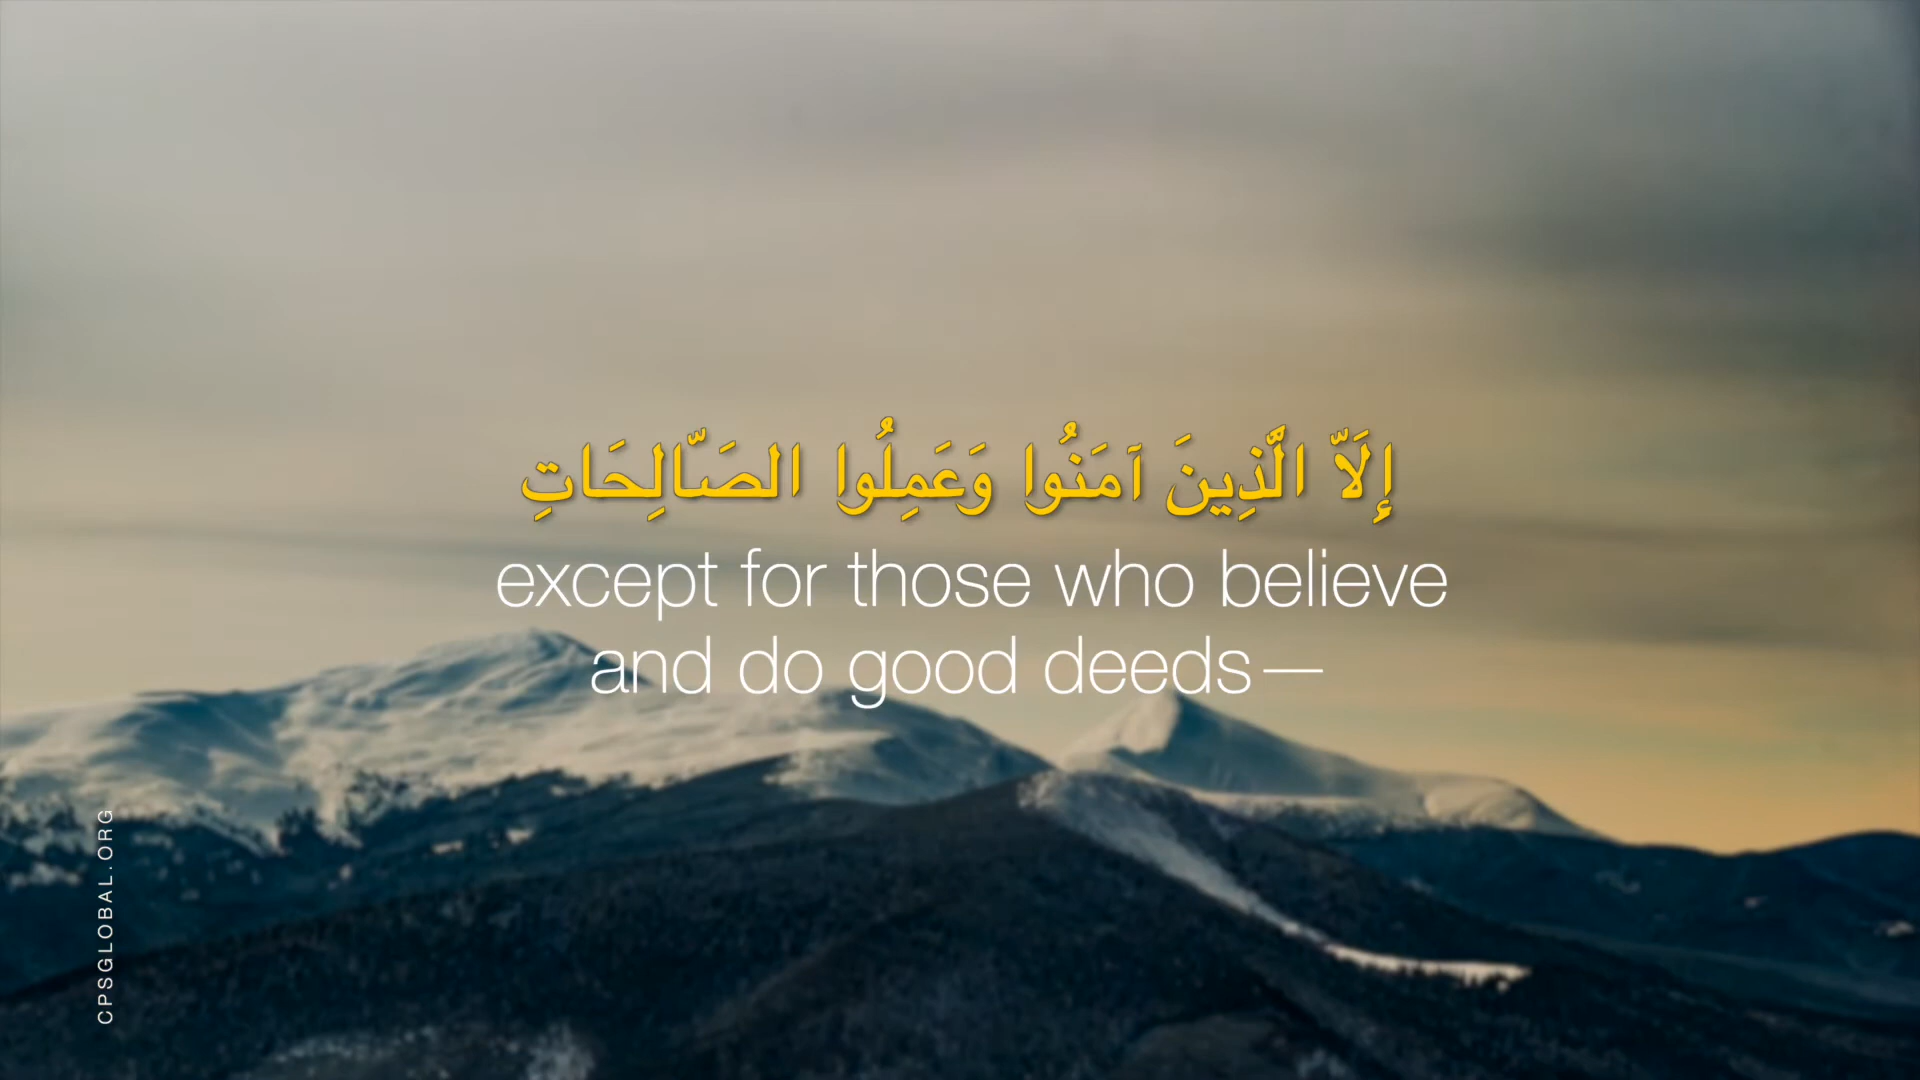 إِلَّا الَّذِينَ آمَنُوا وَعَمِلُوا الصَّالِحَاتِ
except for those who believe
and do good deeds—
CPSGLOBAL.ORG